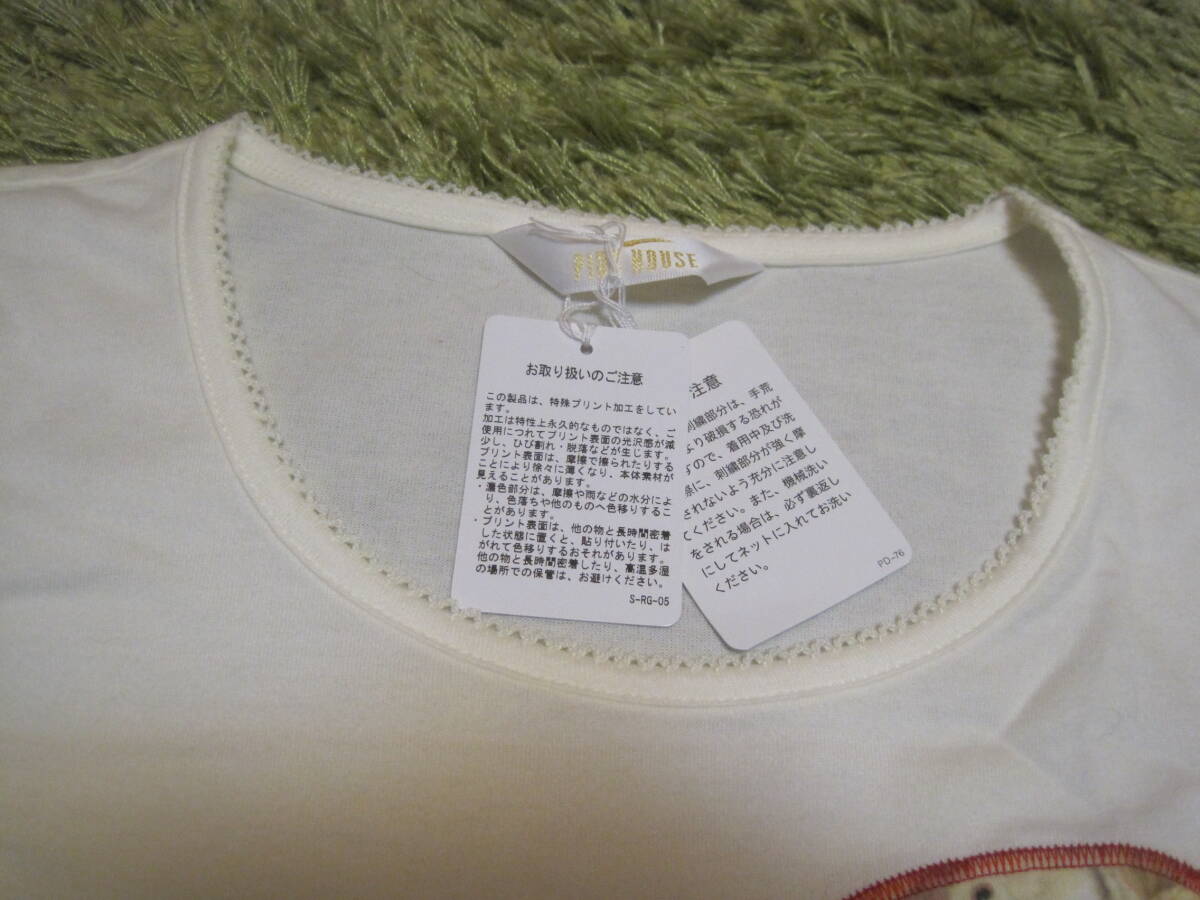 HOUSE
お取り扱いのご注意
この製品は、特殊プリント加工をしてい
ます。
加工は特性上永久的なものではなく、ご
使用につれてプリント表面の光沢感が減
少し、ひび割れ・脱落などが生じます。
プリント表面は、摩擦で擦られたりする
ことにより徐々に薄くなり、本体素材が
見えることがあります。
・濃色部分は、摩擦や雨などの水分によ
り、色落ちや他のものへ色移りするこ
とがあります。
・プリント表面は、他の物と長時間密着
した状態に置くと、貼り付いたり、は
がれて色移りするおそれがあります。
他の物と長時間密着したり、高温多湿
の場所での保管は、お避けください。
S-RG-05
注意
刺繍部分は、手荒
より破損する恐れが
すので、着用中及び洗
際に、刺繍部分が強く摩
されないよう充分に注意し
てください。また、機械洗い
をされる場合は、必ず裏返し
にしてネットに入れてお洗い
ください。
PD-76